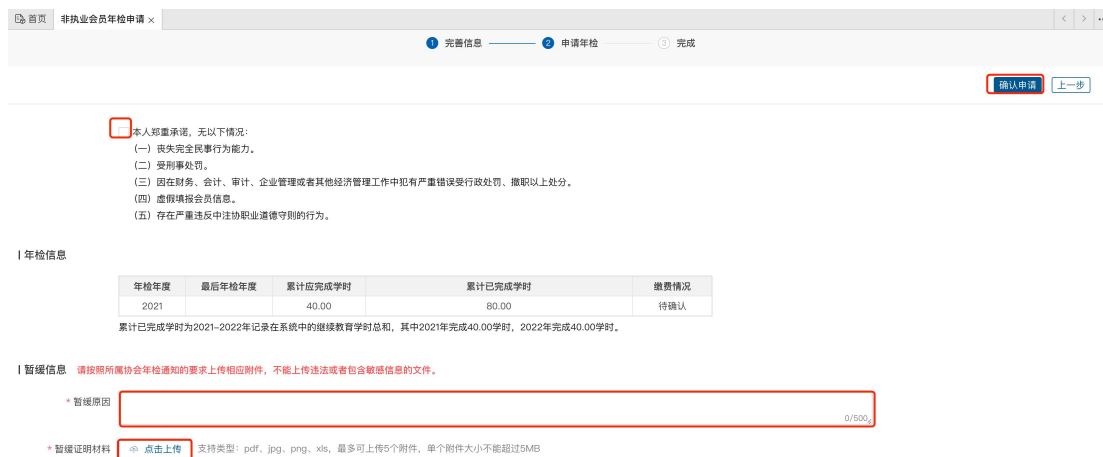 首页 非执业会员年检申请 ×
1 完善信息 2 申请年检 3 完成
确认申请 上一步
本人郑重承诺，无以下情况：
（一）丧失完全民事行为能力。
（二）受刑事处罚。
（三）因在财务、会计、审计、企业管理或者其他经济管理工作中犯有严重错误受行政处罚、撤职以上处分。
（四）虚假填报会员信息。
（五）存在严重违反中注协职业道德守则的行为。
年检信息
年检年度 最后年检年度 累计应完成学时 累计已完成学时 缴费情况
2021 40.00 80.00 待确认
累计已完成学时为2021-2022年记录在系统中的继续教育学时总和，其中2021年完成40.00学时，2022年完成40.00学时。
暂缓信息 请按照所属协会年检通知的要求上传相应附件，不能上传违法或者包含敏感信息的文件。
* 暂缓原因
0/500
* 暂缓证明材料 点击上传 支持类型：pdf、jpg、png、xls，最多可上传5个附件，单个附件大小不能超过5MB